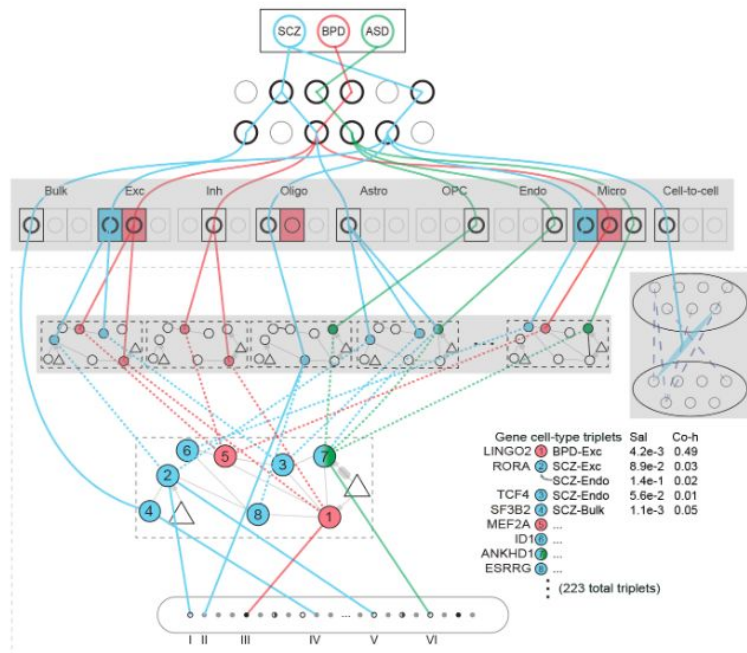 SCZ BPD ASD
Bulk Exc Inh Oligo Astro OPC Endo Micro Cell-to-cell
...
Gene cell-type triplets Sal Co-h
LINGO2 1 BPD-Exc 4.2e-3 0.49
RORA 2 SCZ-Exc 8.9e-2 0.03
SCZ-Endo 1.4e-1 0.02
TCF4 3 SCZ-Endo 5.6e-2 0.01
SF3B2 4 SCZ-Bulk 1.1e-3 0.05
MEF2A 5 ...
ID1 6 ...
ANKHD1 7 ...
ESRRG 8 ...
(223 total triplets)
6 5 3 7
2
4 8 1
...
I II III IV V VI